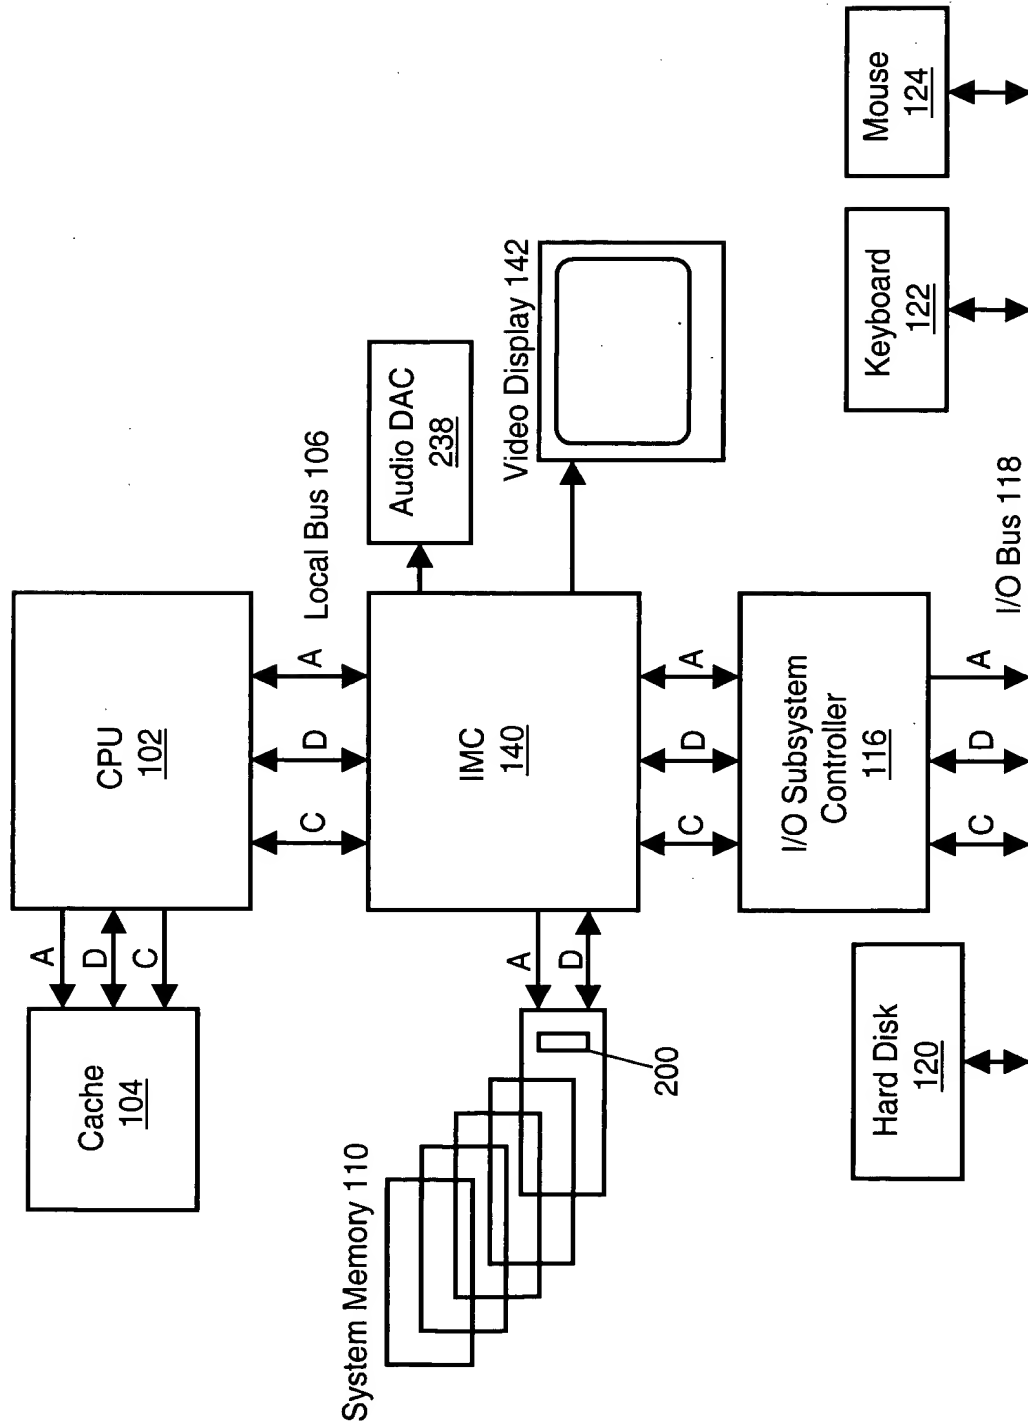 Cache
104
A
D
C
CPU
102
System Memory 110
200
A
D
C
D
A
Local Bus 106
IMC
140
Audio DAC
238
Video Display 142
C
D
A
I/O Subsystem
Controller
116
Hard Disk
120
C
D
A
I/O Bus 118
Keyboard
122
Mouse
124